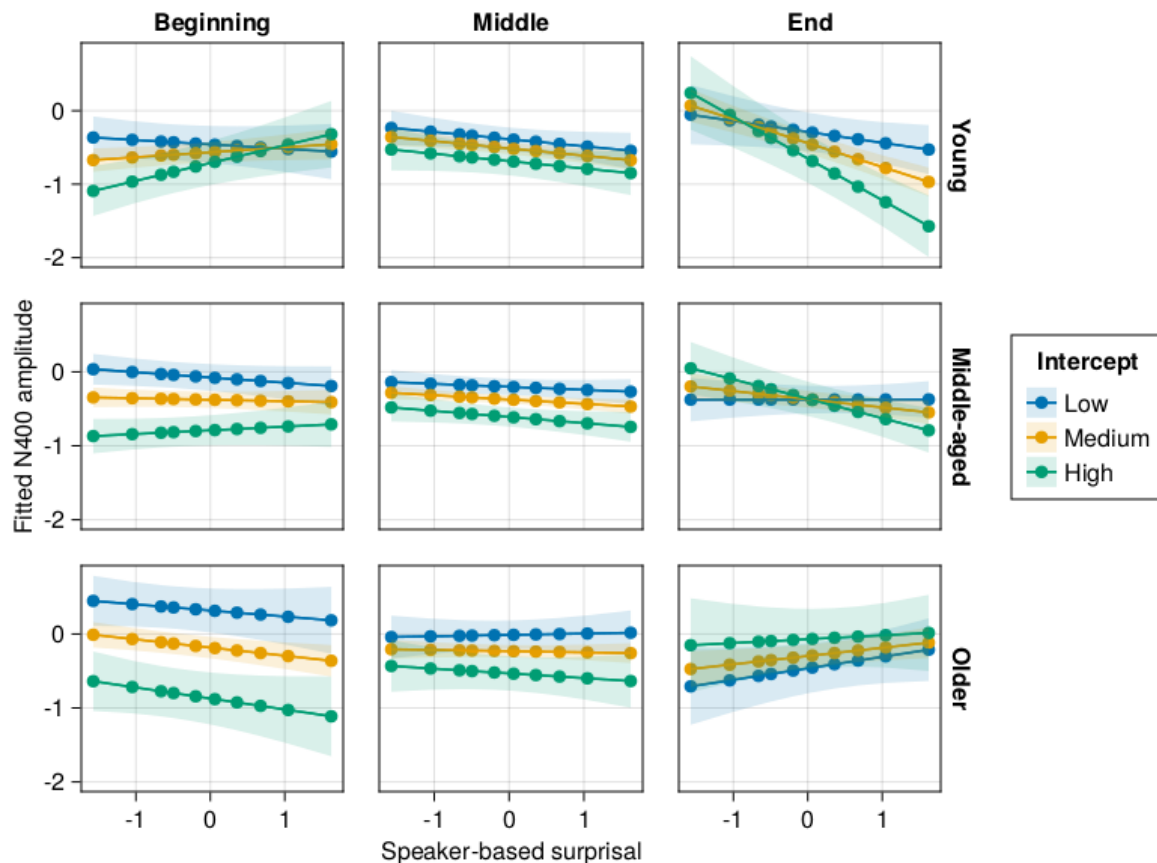 Beginning
Middle
End
0
-1
-2
Young
0
-1
-2
Middle-aged
0
-1
-2
Older
-1
0
1
-1
0
1
-1
0
1
Fitted N400 amplitude
Speaker-based surprisal
Intercept
Low
Medium
High